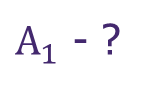 A₁ - ?